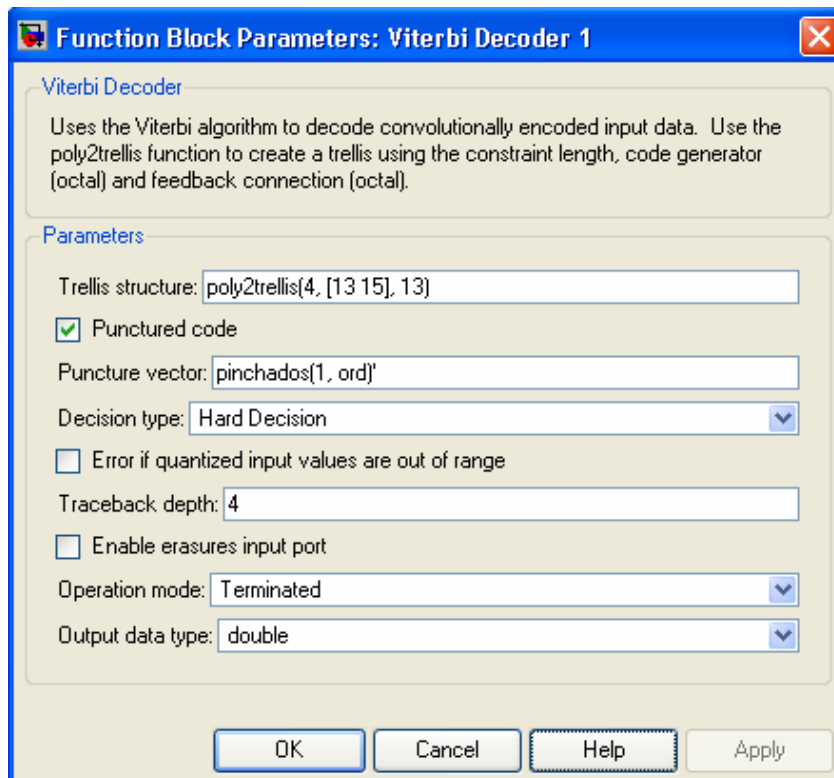 Function Block Parameters: Viterbi Decoder 1
Viterbi Decoder
Uses the Viterbi algorithm to decode convolutionally encoded input data. Use the
poly2trellis function to create a trellis using the constraint length, code generator
(octal) and feedback connection (octal).
Parameters
Trellis structure: poly2trellis(4, [13 15], 13)
Punctured code
Puncture vector: pinchados(1, ord)'
Decision type: Hard Decision
Error if quantized input values are out of range
Traceback depth: 4
Enable erasures input port
Operation mode: Terminated
Output data type: double
OK Cancel Help Apply